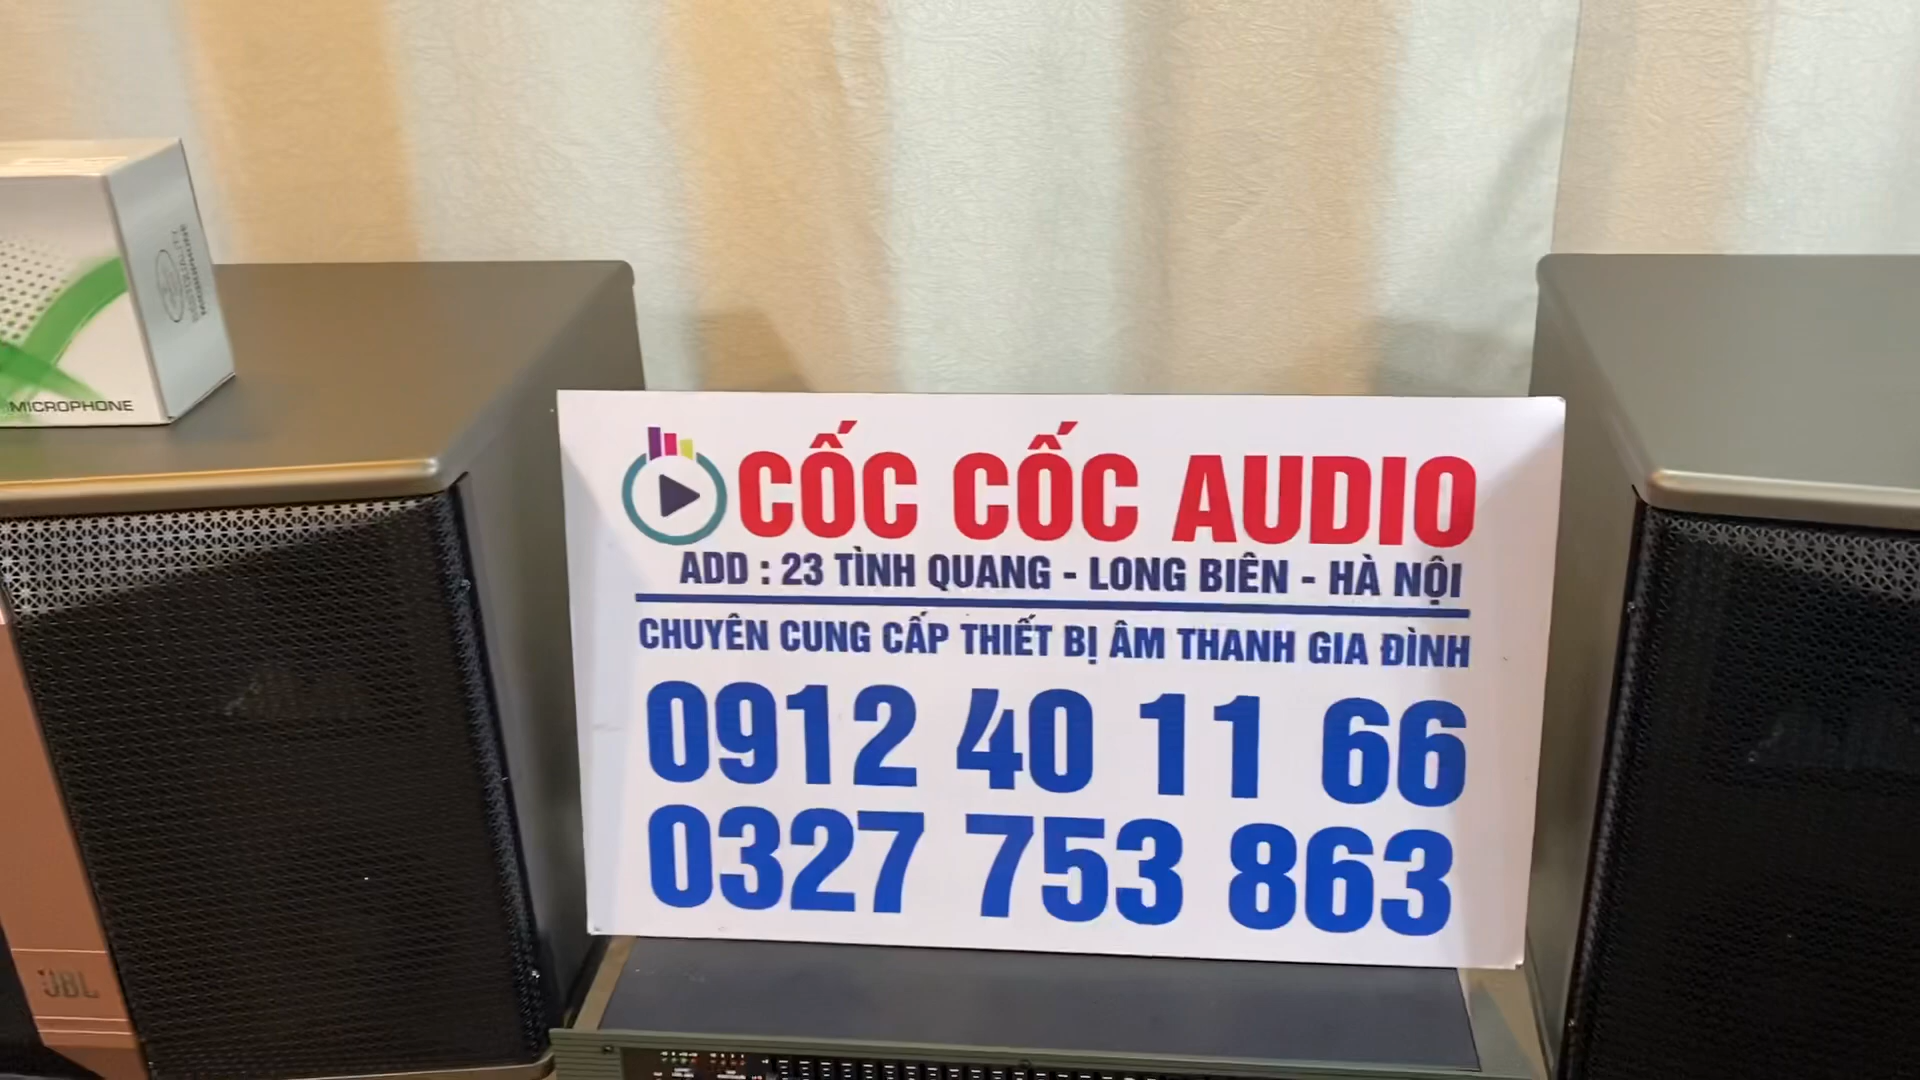 CỐC CỐC AUDIO
ADD : 23 TÌNH QUANG - LONG BIÊN - HÀ NỘI
CHUYÊN CUNG CẤP THIẾT BỊ ÂM THANH GIA ĐÌNH
0912 40 11 66
0327 753 863
MICROPHONE
JBL